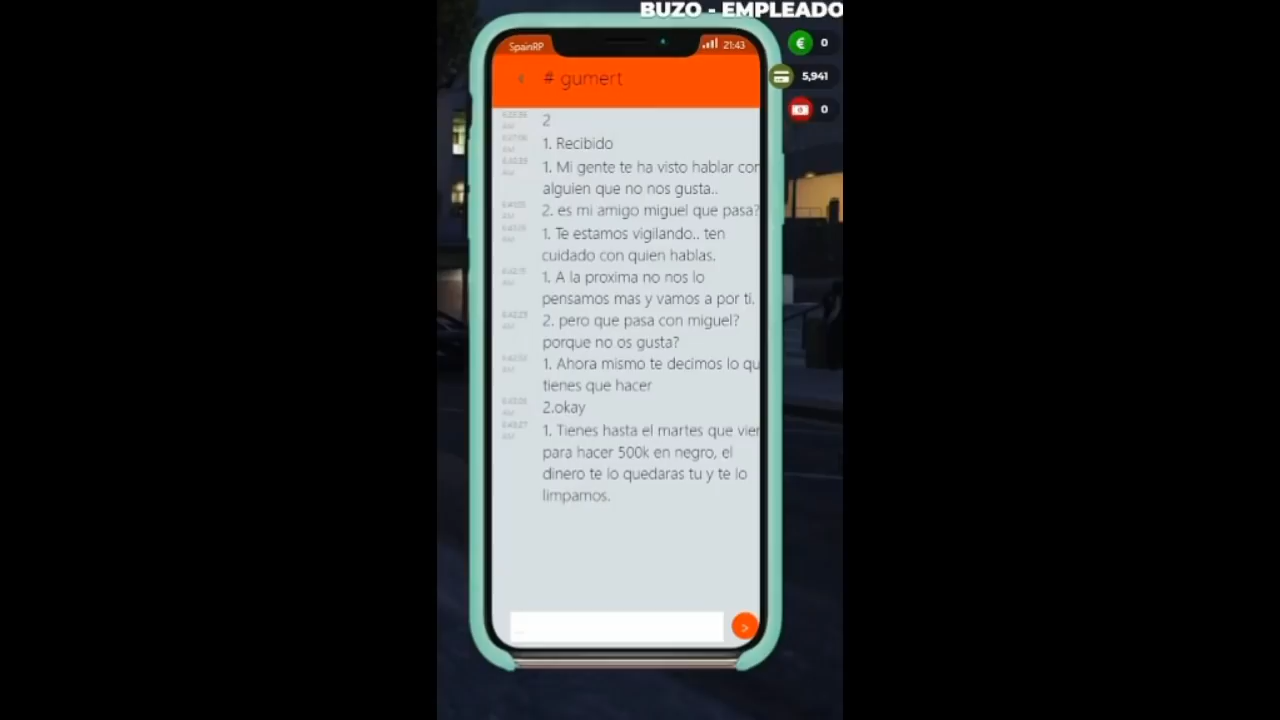 BUZO - EMPLEADO
SpainRP
21:43
0
# gumert
5,941
0
2
1. Recibido
1. Mi gente te ha visto hablar con
alguien que no nos gusta..
2. es mi amigo miguel que pasa?
1. Te estamos vigilando.. ten
cuidado con quien hablas.
1. A la proxima no nos lo
pensamos mas y vamos a por ti.
2. pero que pasa con miguel?
porque no os gusta?
1. Ahora mismo te decimos lo qu
tienes que hacer
2.okay
1. Tienes hasta el martes que vier
para hacer 500k en negro, el
dinero te lo quedaras tu y te lo
limpamos.